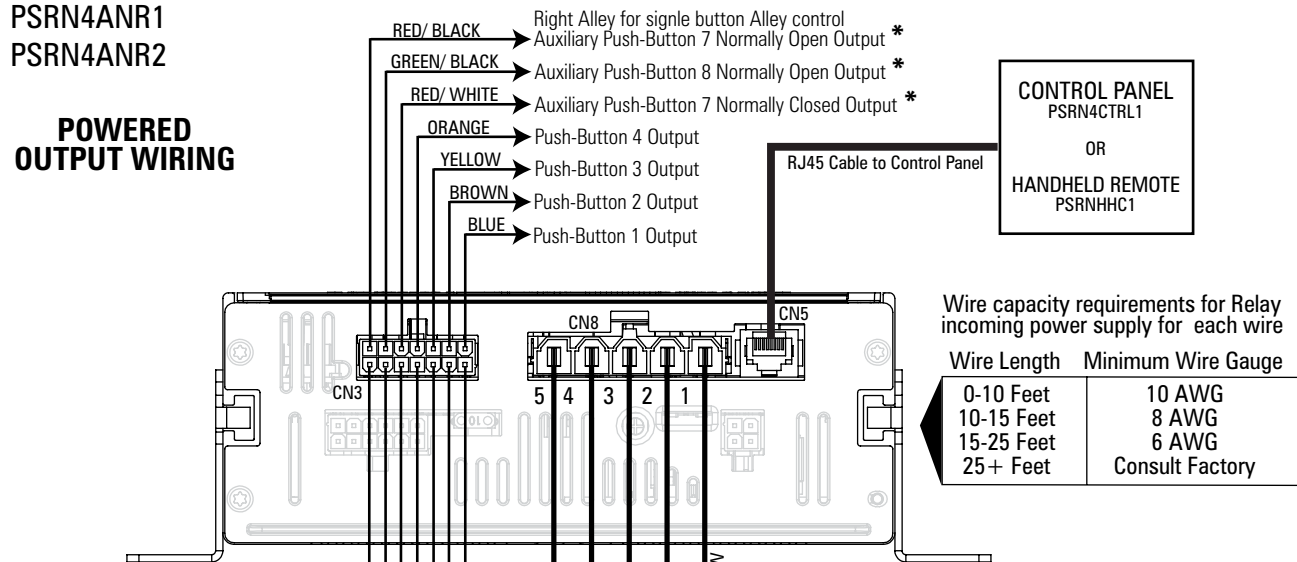 PSRN4ANR1
PSRN4ANR2
POWERED
OUTPUT WIRING
RED/ BLACK
Right Alley for signle button Alley control
Auxiliary Push-Button 7 Normally Open Output *
GREEN/ BLACK
Auxiliary Push-Button 8 Normally Open Output *
RED/ WHITE
Auxiliary Push-Button 7 Normally Closed Output *
ORANGE
Push-Button 4 Output
YELLOW
Push-Button 3 Output
BROWN
Push-Button 2 Output
BLUE
Push-Button 1 Output
RJ45 Cable to Control Panel
CONTROL PANEL
PSRN4CTRL1
OR
HANDHELD REMOTE
PSRNHHC1
CN3
CN8
CN5
5 4 3 2 1
Wire capacity requirements for Relay
incoming power supply for each wire
Wire Length Minimum Wire Gauge
0-10 Feet 10 AWG
10-15 Feet 8 AWG
15-25 Feet 6 AWG
25+ Feet Consult Factory